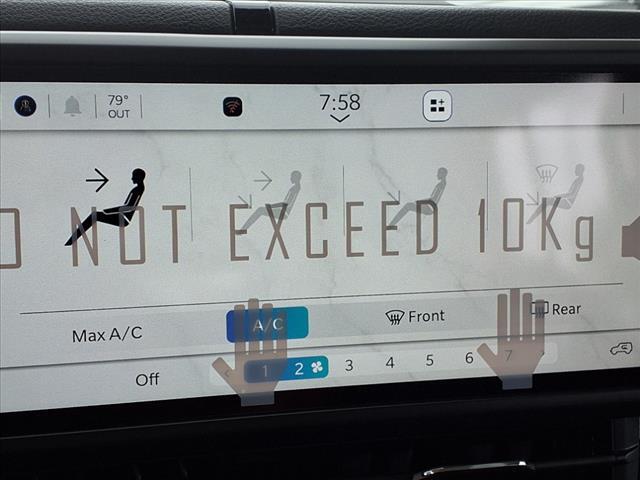 79°
OUT
7:58
O NOT EXCEED 10Kg
Max A/C
A/C
Front
Rear
Off
1 2 3 4 5 6 7